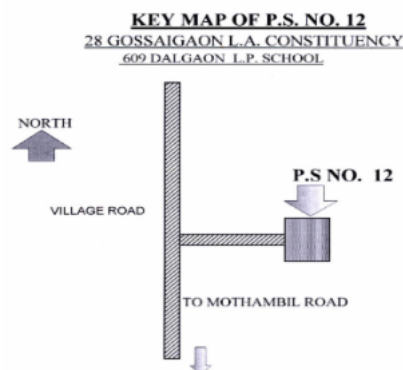 KEY MAP OF P.S. NO. 12
28 GOSSAIGAON L.A. CONSTITUENCY
609 DALGAON L.P. SCHOOL
NORTH
P.S NO. 12
VILLAGE ROAD
TO MOTHAMBIL ROAD